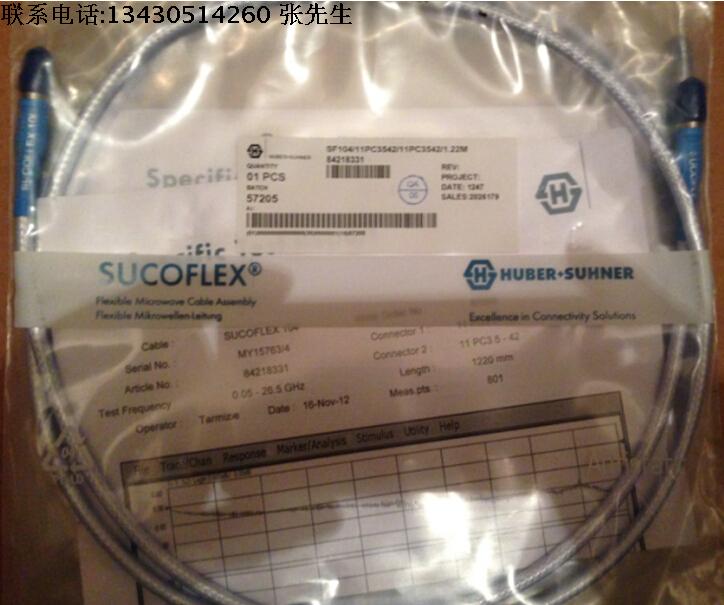 联系电话:13430514260 张先生
HUBER+SUHNER
SF104/11PC3542/11PC3542/1.22M
84218331
QUANTITY
01 PCS
BATCH
57205
REV:
PROJECT:
DATE: 1247
SALES:2026179
Specific
SUCOFLEX®
Flexible Microwave Cable Assembly
Flexible Mikrowellen-Leitung
HUBER+SUHNER
Excellence in Connectivity Solutions
Cable : SUCOFLEX 104
Connector 1 :
Serial No. : MY15763/4
Connector 2 : 11 PC3.5 - 42
Article No. : 84218331
Length : 1220 mm
Test Frequency 0.05 - 26.5 GHz
Meas.pts. : 801
Operator : Tarmizie
Date : 16-Nov-12
File Trace/Chan Response Marker/Analysis Stimulus Utility Help